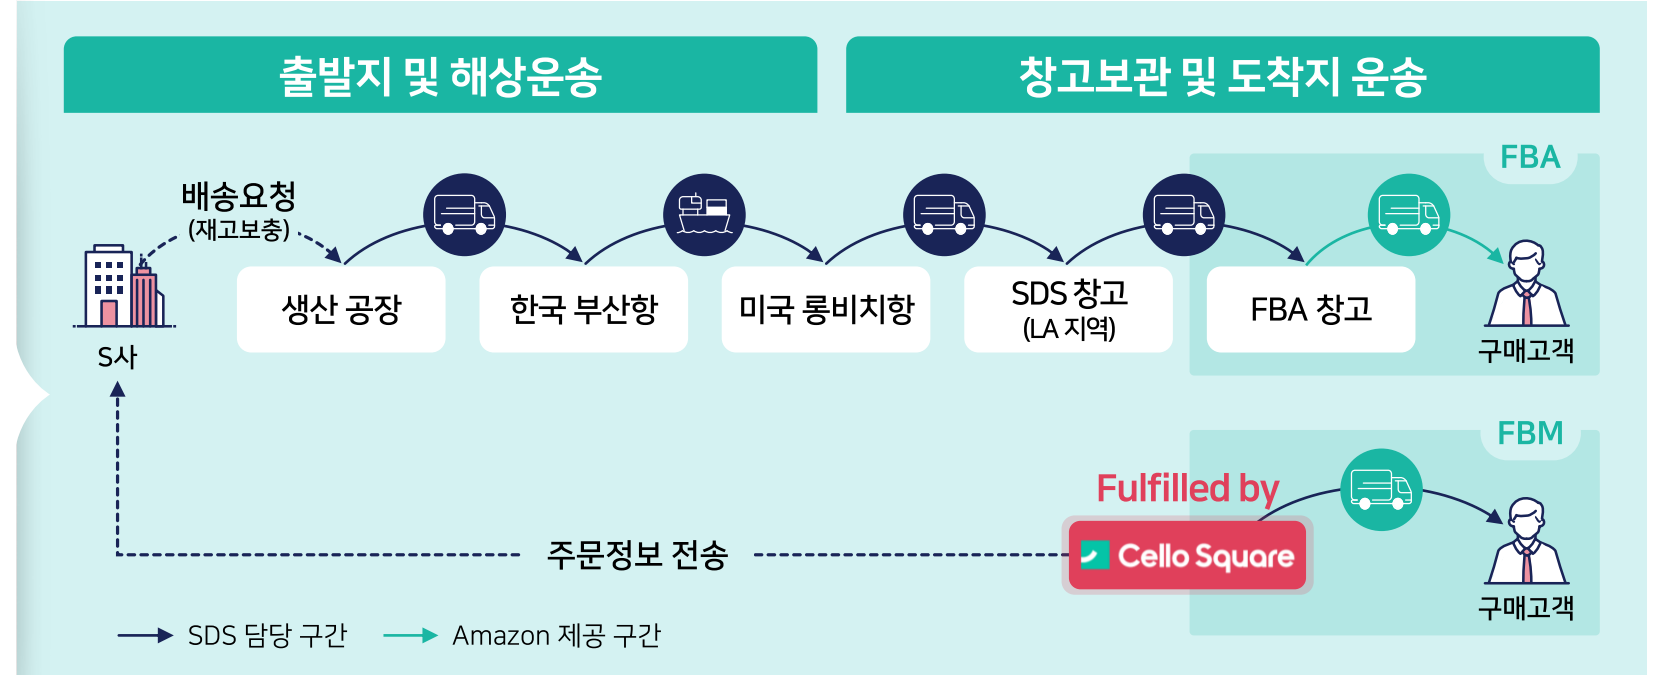 출발지 및 해상운송
창고보관 및 도착지 운송
FBA
배송요청
(재고보충)
S사
생산 공장
한국 부산항
미국 롱비치항
SDS 창고
(LA 지역)
FBA 창고
구매고객
FBM
Fulfilled by
Cello Square
주문정보 전송
구매고객
SDS 담당 구간
Amazon 제공 구간